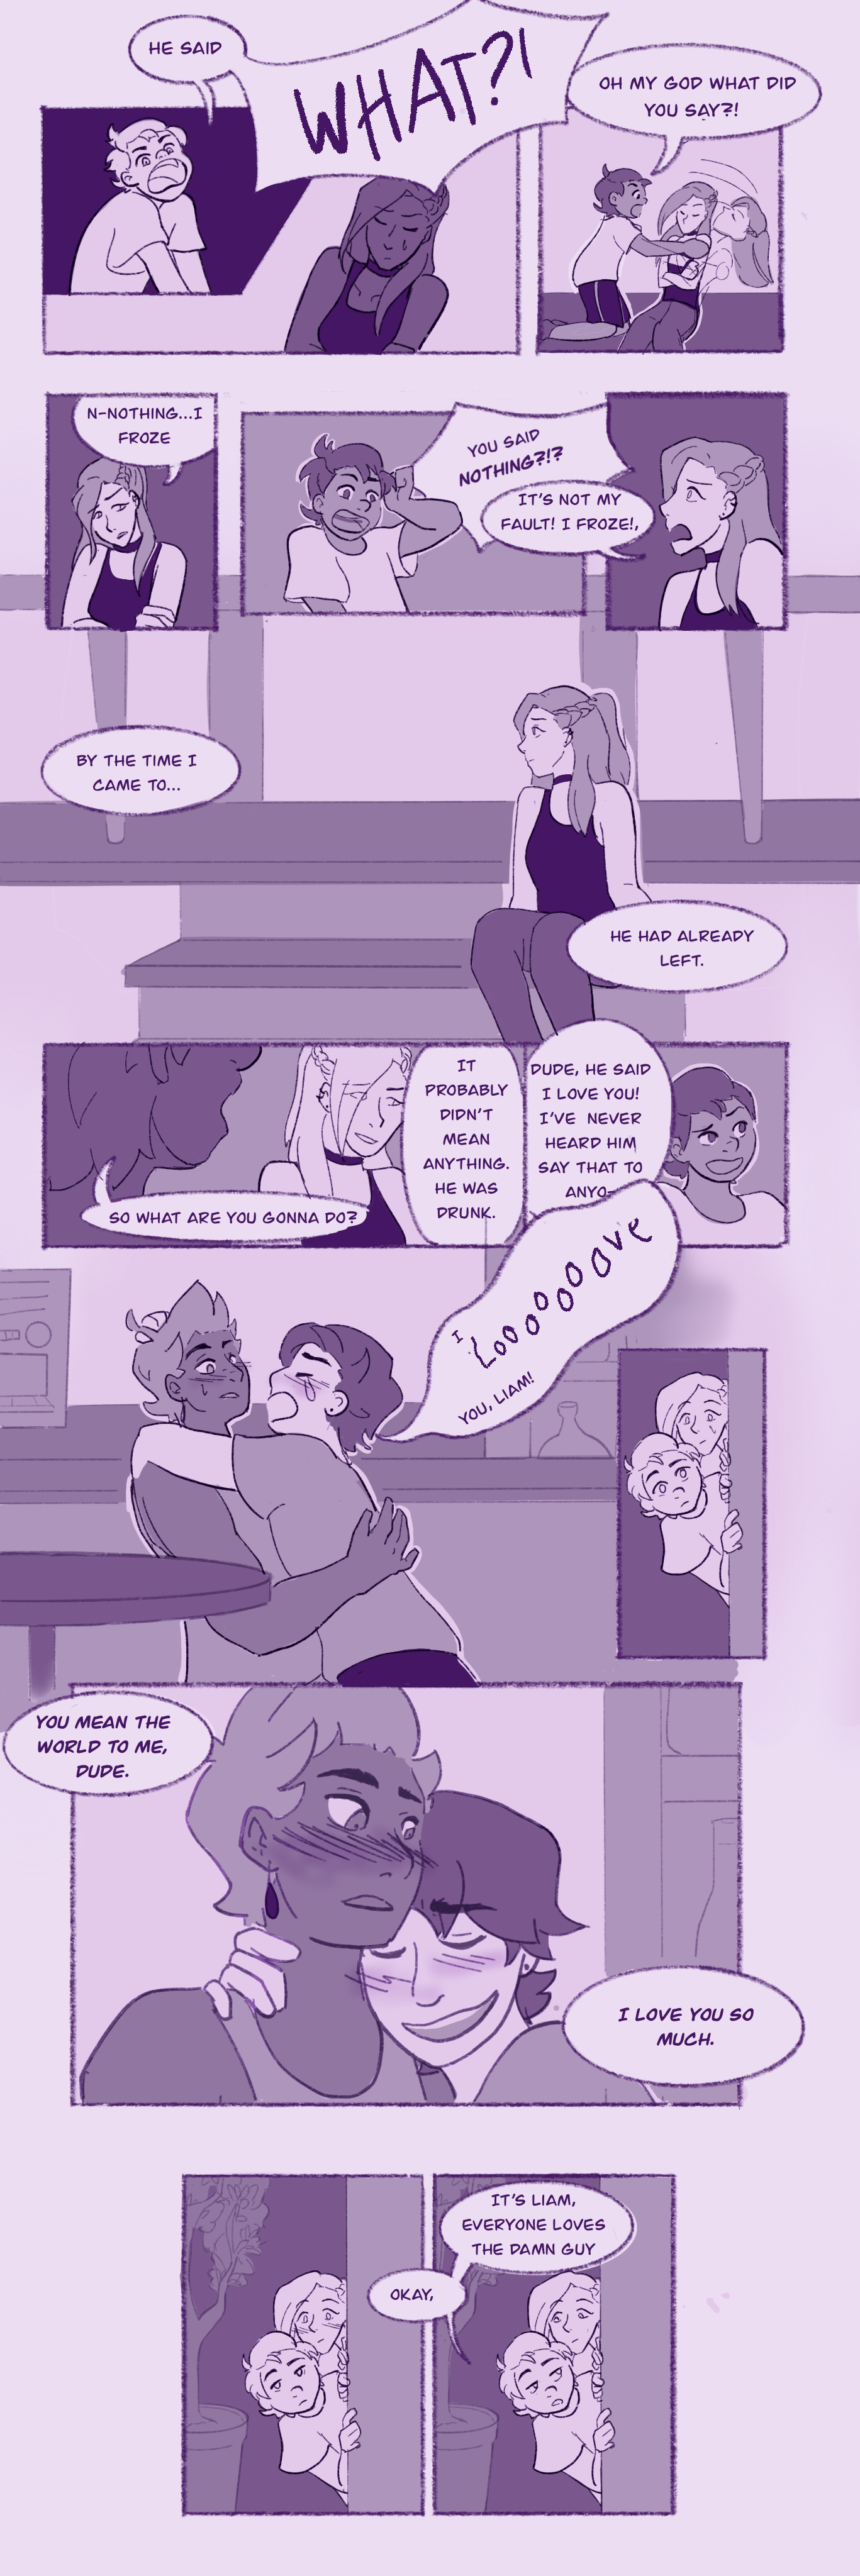 HE SAID
WHAT?!
OH MY GOD WHAT DID
YOU SAY?!
N-NOTHING...I
FROZE
YOU SAID
NOTHING?!?
IT'S NOT MY
FAULT! I FROZE!,
BY THE TIME I
CAME TO...
HE HAD ALREADY
LEFT.
SO WHAT ARE YOU GONNA DO?
IT
PROBABLY
DIDN'T
MEAN
ANYTHING.
HE WAS
DRUNK.
DUDE, HE SAID
I LOVE YOU!
I'VE NEVER
HEARD HIM
SAY THAT TO
ANYO-
I
LOOOOOOOVE
YOU, LIAM!
YOU MEAN THE
WORLD TO ME,
DUDE.
I LOVE YOU SO
MUCH.
OKAY,
IT'S LIAM,
EVERYONE LOVES
THE DAMN GUY